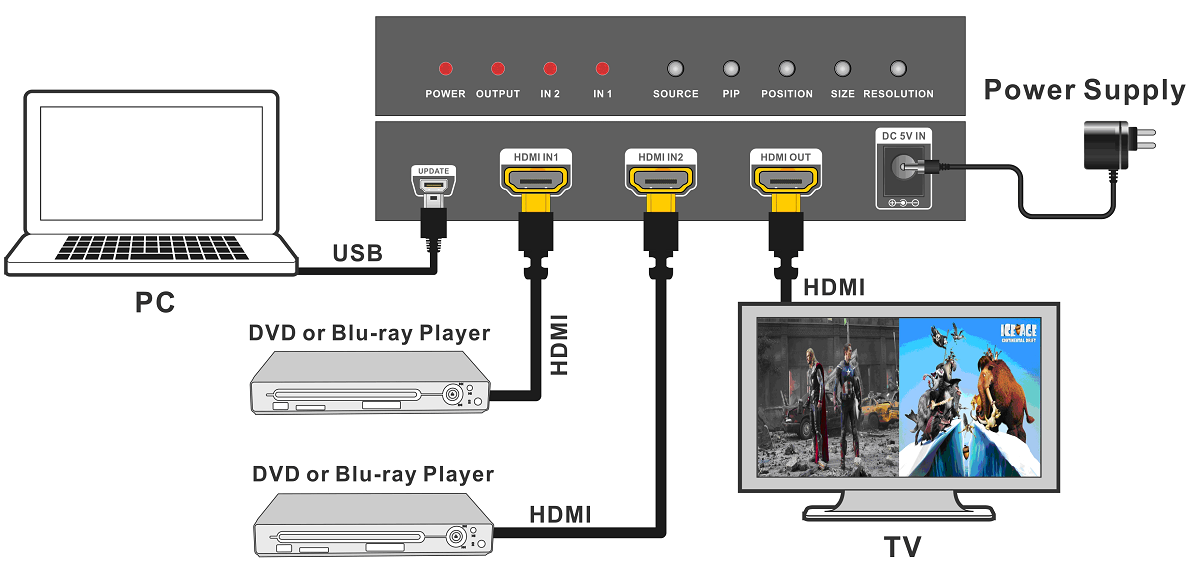 POWER OUTPUT IN 2 IN 1 SOURCE PIP POSITION SIZE RESOLUTION
Power Supply
UPDATE
HDMI IN1
HDMI IN2
HDMI OUT
DC 5V IN
USB
PC
HDMI
DVD or Blu-ray Player
HDMI
DVD or Blu-ray Player
HDMI
ICE AGE
CONTINENTAL DRIFT
TV